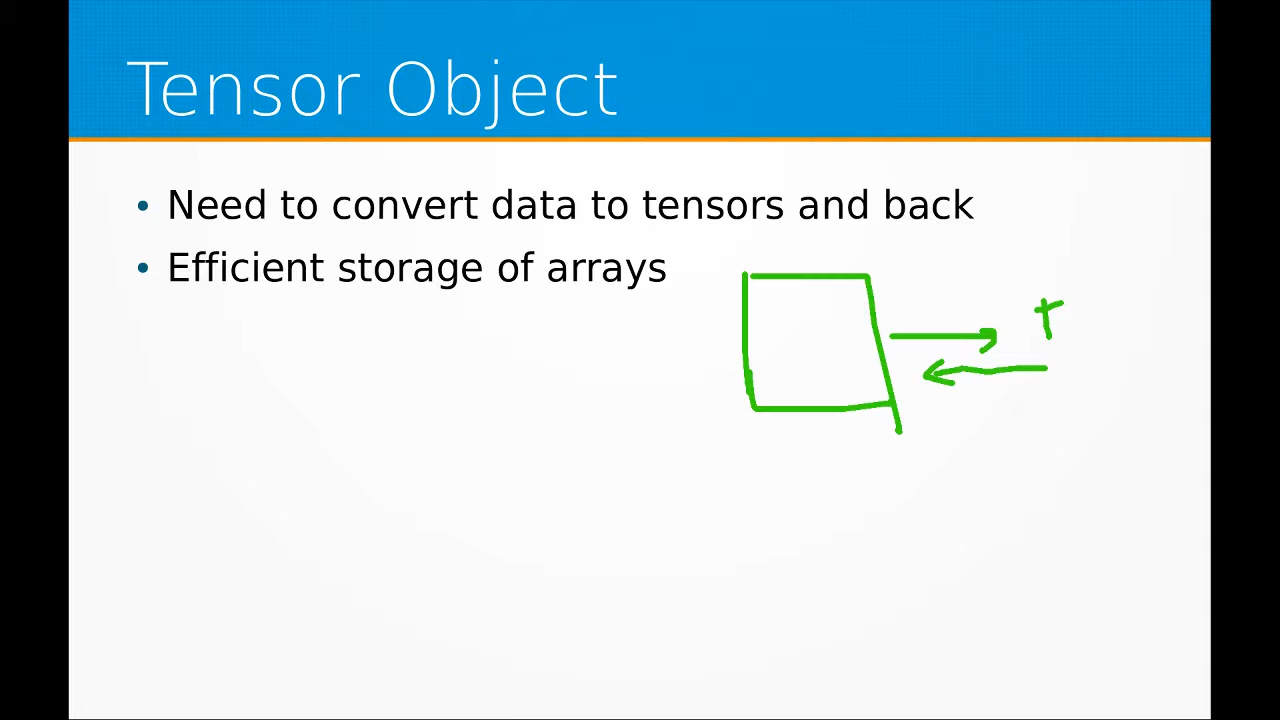 Tensor Object
• Need to convert data to tensors and back
• Efficient storage of arrays
T